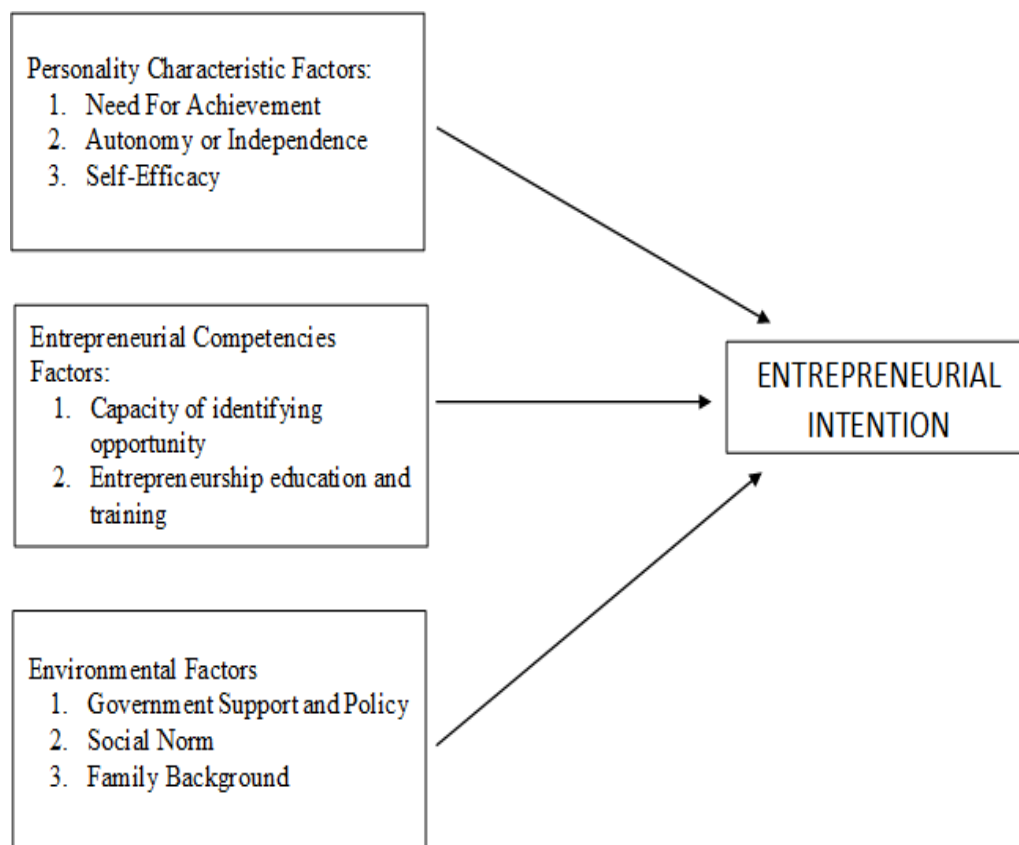 Personality Characteristic Factors:
1. Need For Achievement
2. Autonomy or Independence
3. Self-Efficacy
Entrepreneurial Competencies
Factors:
1. Capacity of identifying
opportunity
2. Entrepreneurship education and
training
Environmental Factors
1. Government Support and Policy
2. Social Norm
3. Family Background
ENTREPRENEURIAL
INTENTION